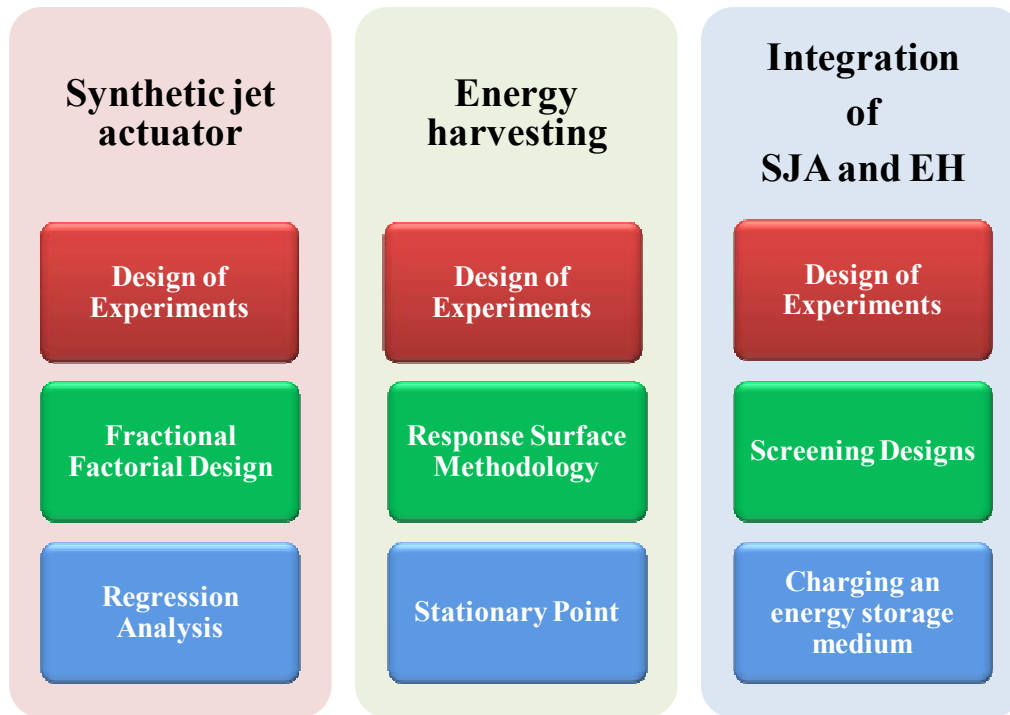 Synthetic jet
actuator
Design of
Experiments
Fractional
Factorial Design
Regression
Analysis
Energy
harvesting
Design of
Experiments
Response Surface
Methodology
Stationary Point
Integration
of
SJA and EH
Design of
Experiments
Screening Designs
Charging an
energy storage
medium